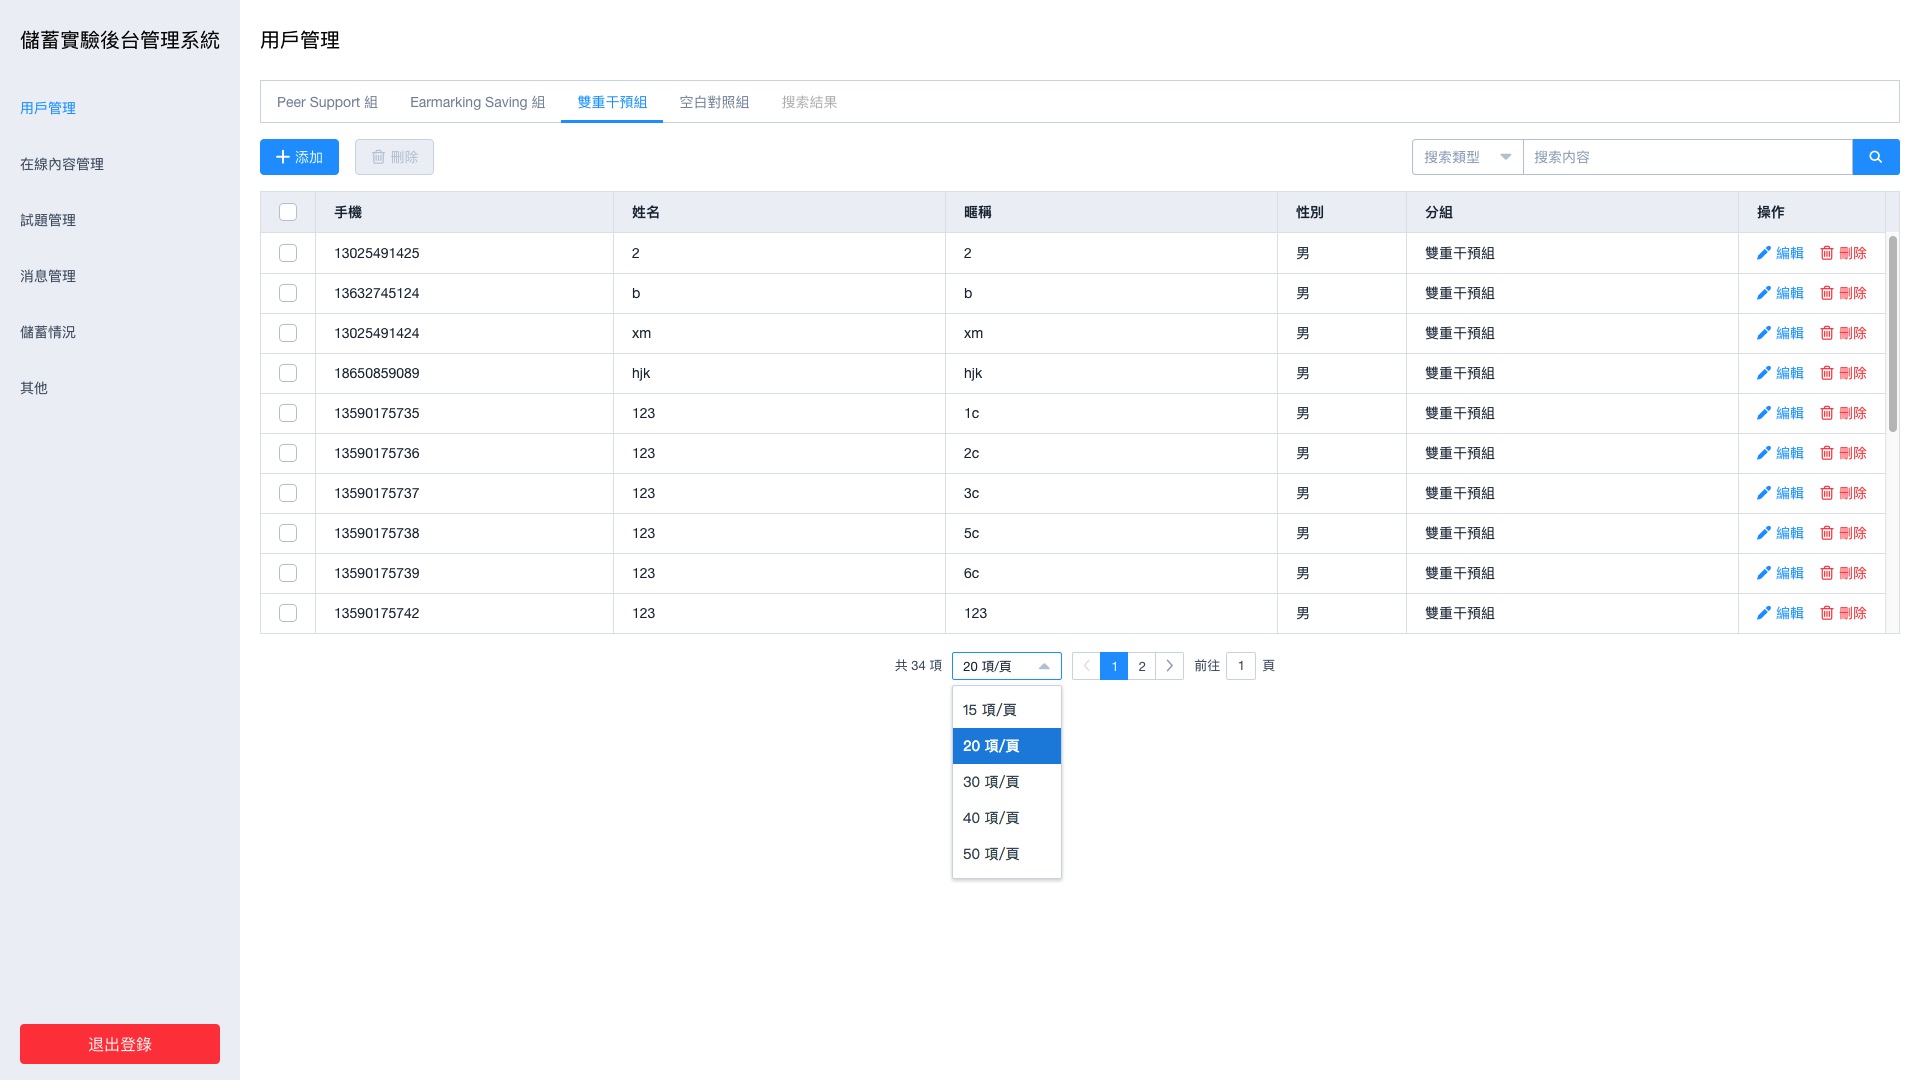 儲蓄實驗後台管理系統
用戶管理
在線內容管理
試題管理
消息管理
儲蓄情況
其他
退出登錄
用戶管理
Peer Support 組 Earmarking Saving 組 雙重干預組 空白對照組 搜索結果
添加 刪除 搜索類型 搜索內容
手機 姓名 暱稱 性別 分組 操作
13025491425 2 2 男 雙重干預組 編輯 刪除
13632745124 b b 男 雙重干預組 編輯 刪除
13025491424 xm xm 男 雙重干預組 編輯 刪除
18650859089 hjk hjk 男 雙重干預組 編輯 刪除
13590175735 123 1c 男 雙重干預組 編輯 刪除
13590175736 123 2c 男 雙重干預組 編輯 刪除
13590175737 123 3c 男 雙重干預組 編輯 刪除
13590175738 123 5c 男 雙重干預組 編輯 刪除
13590175739 123 6c 男 雙重干預組 編輯 刪除
13590175742 123 123 男 雙重干預組 編輯 刪除
共 34 項 20 項/頁 1 2 前往 1 頁
15 項/頁
20 項/頁
30 項/頁
40 項/頁
50 項/頁